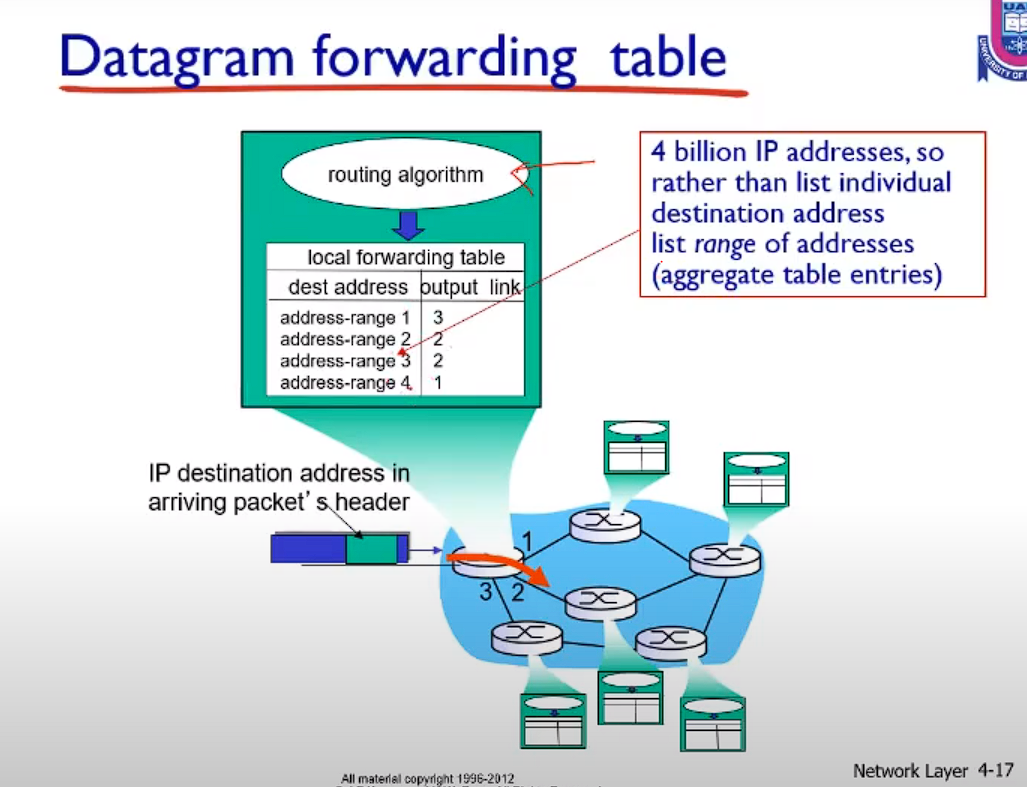 Datagram forwarding table
routing algorithm
local forwarding table
dest address output link
address-range 1 3
address-range 2 2
address-range 3 2
address-range 4 1
4 billion IP addresses, so
rather than list individual
destination address
list range of addresses
(aggregate table entries)
IP destination address in
arriving packet’s header
1
3 2
UNIVERSITY OF
All material copyright 1996-2012
Network Layer 4-17